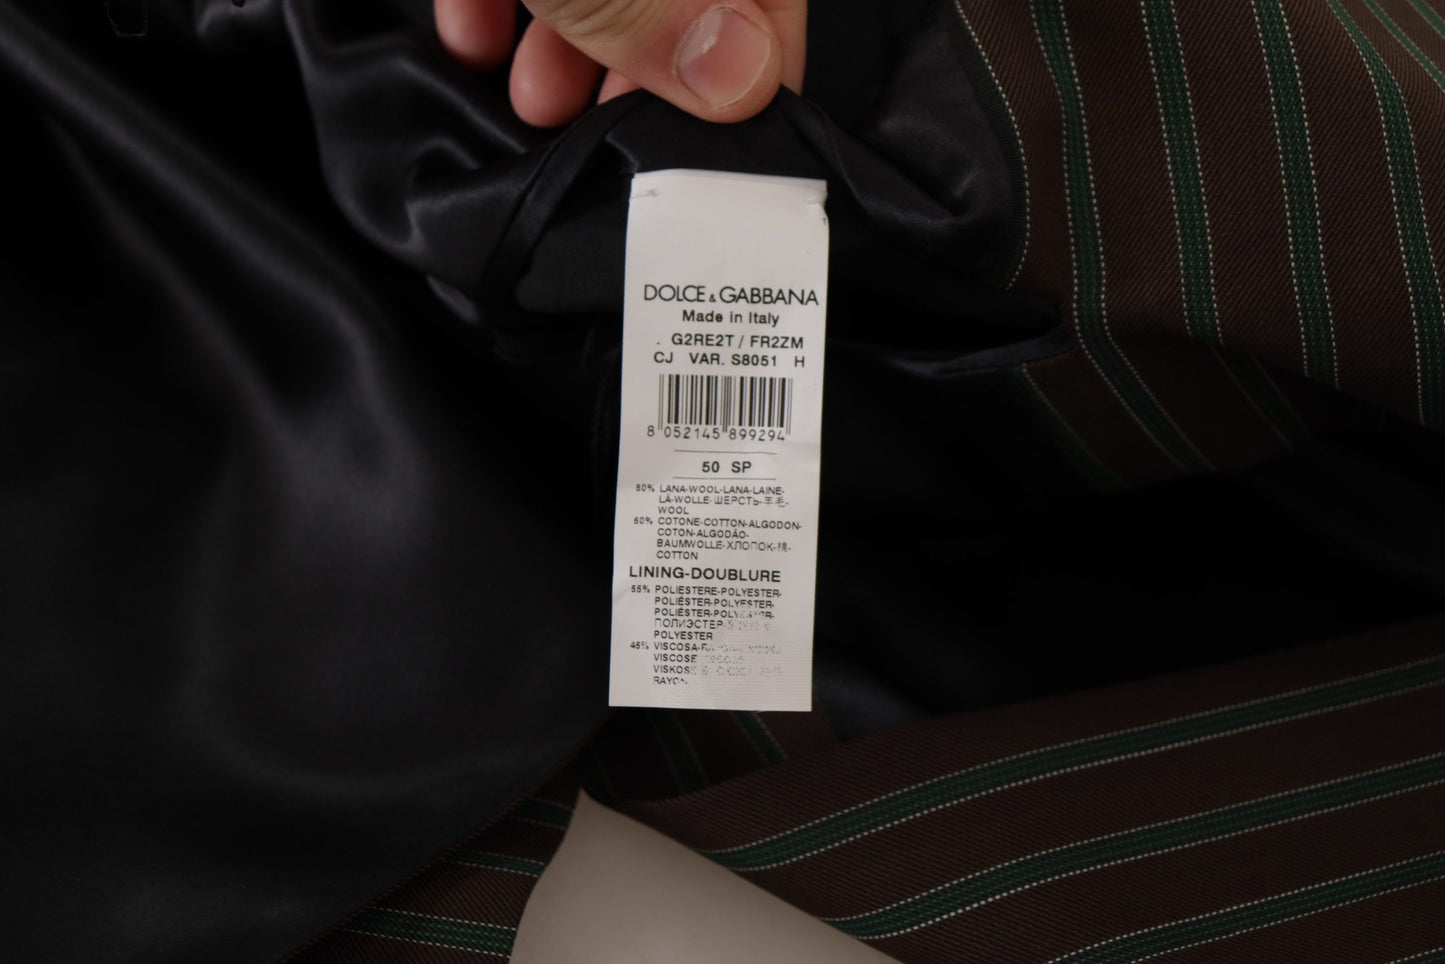 DOLCE & GABBANA
Made in Italy
. G2RE2T / FR2ZM
CJ VAR. S8051 H
8 052145 899294
50 SP
50% LANA-WOOL-LANA-LAINE-
LÃ-WOLLE-ШЕРСТЬ-羊毛-
WOOL
50% COTONE-COTTON-ALGODON-
COTON-ALGODÃO-
BAUMWOLLE-ХЛОПОК-棉-
COTTON
LINING-DOUBLURE
55% POLIESTERE-POLYESTER-
POLIÉSTER-POLYESTER-
POLIÉSTER-POLYESTER-
ПОЛИЭСТЕР-
POLYESTER
45% VISCOSA-
VISCOSE
RAYON